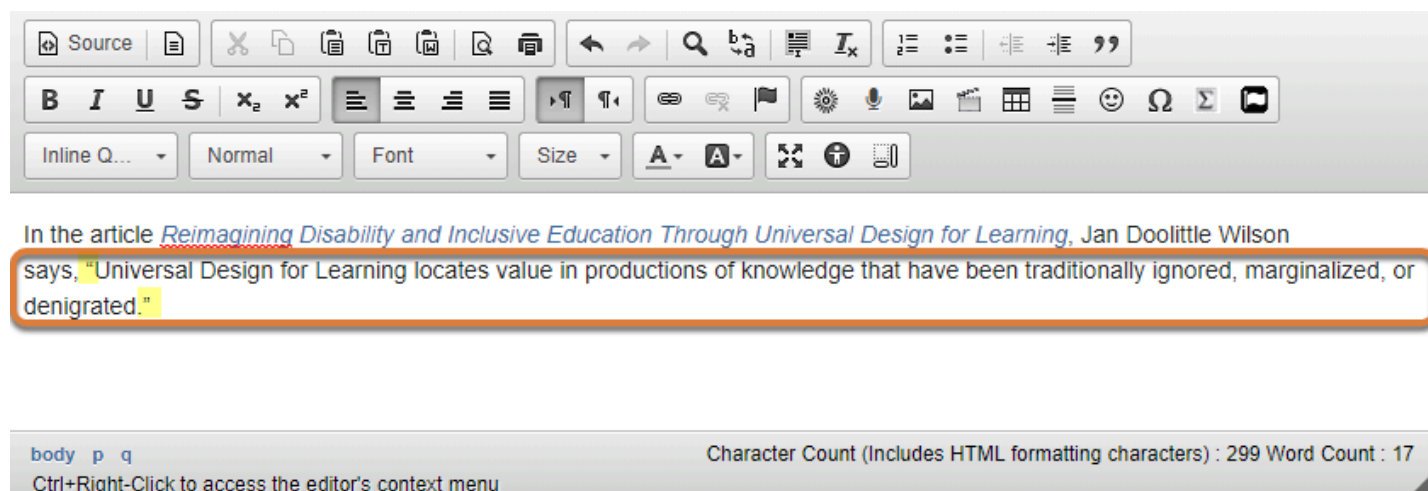 Source
B I U S x₂ x²
Inline Q... Normal Font Size A A
In the article Reimagining Disability and Inclusive Education Through Universal Design for Learning, Jan Doolittle Wilson
says, “Universal Design for Learning locates value in productions of knowledge that have been traditionally ignored, marginalized, or
denigrated.”
body p q Character Count (Includes HTML formatting characters) : 299 Word Count : 17
Ctrl+Right-Click to access the editor's context menu